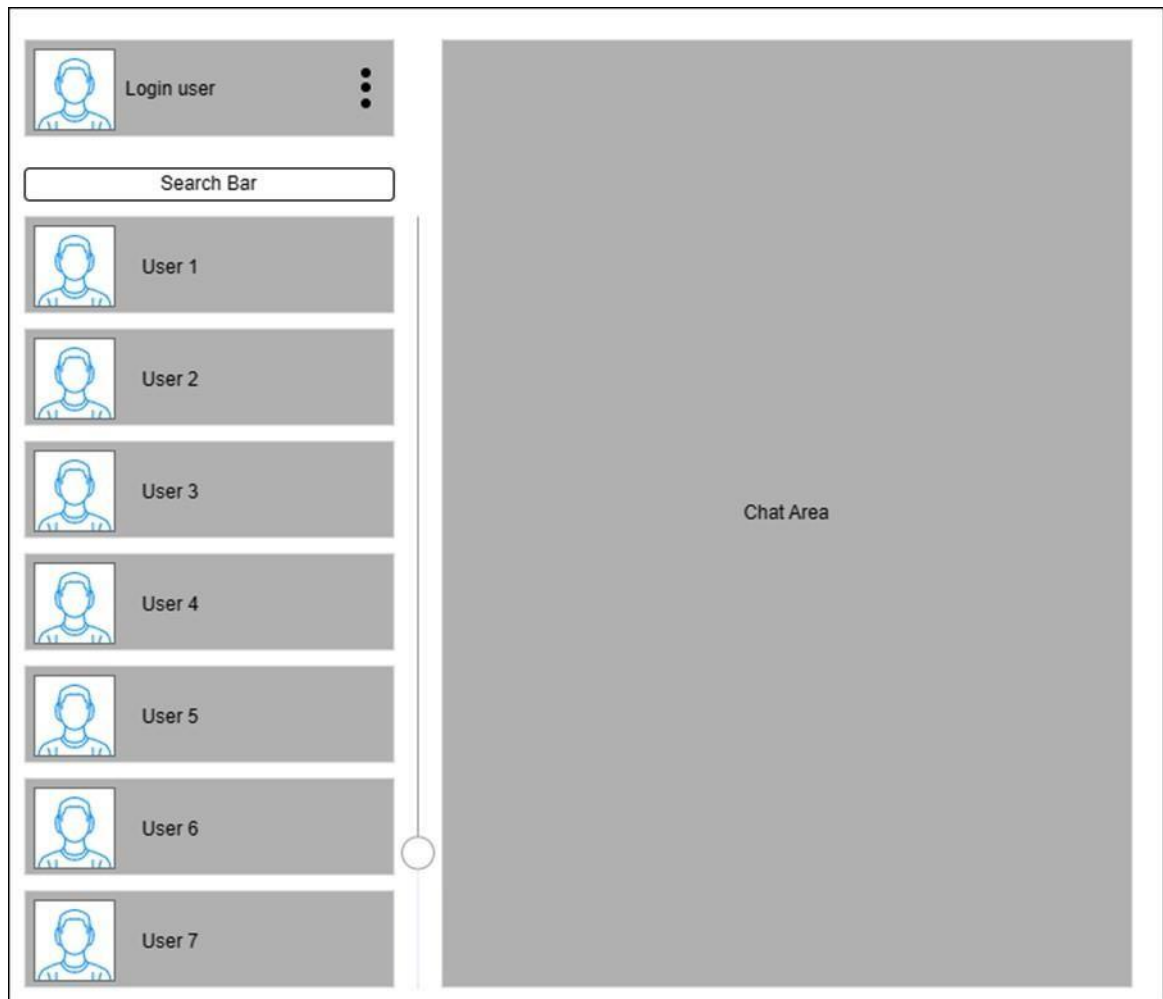 Login user
Search Bar
User 1
User 2
User 3
User 4
User 5
User 6
User 7
Chat Area